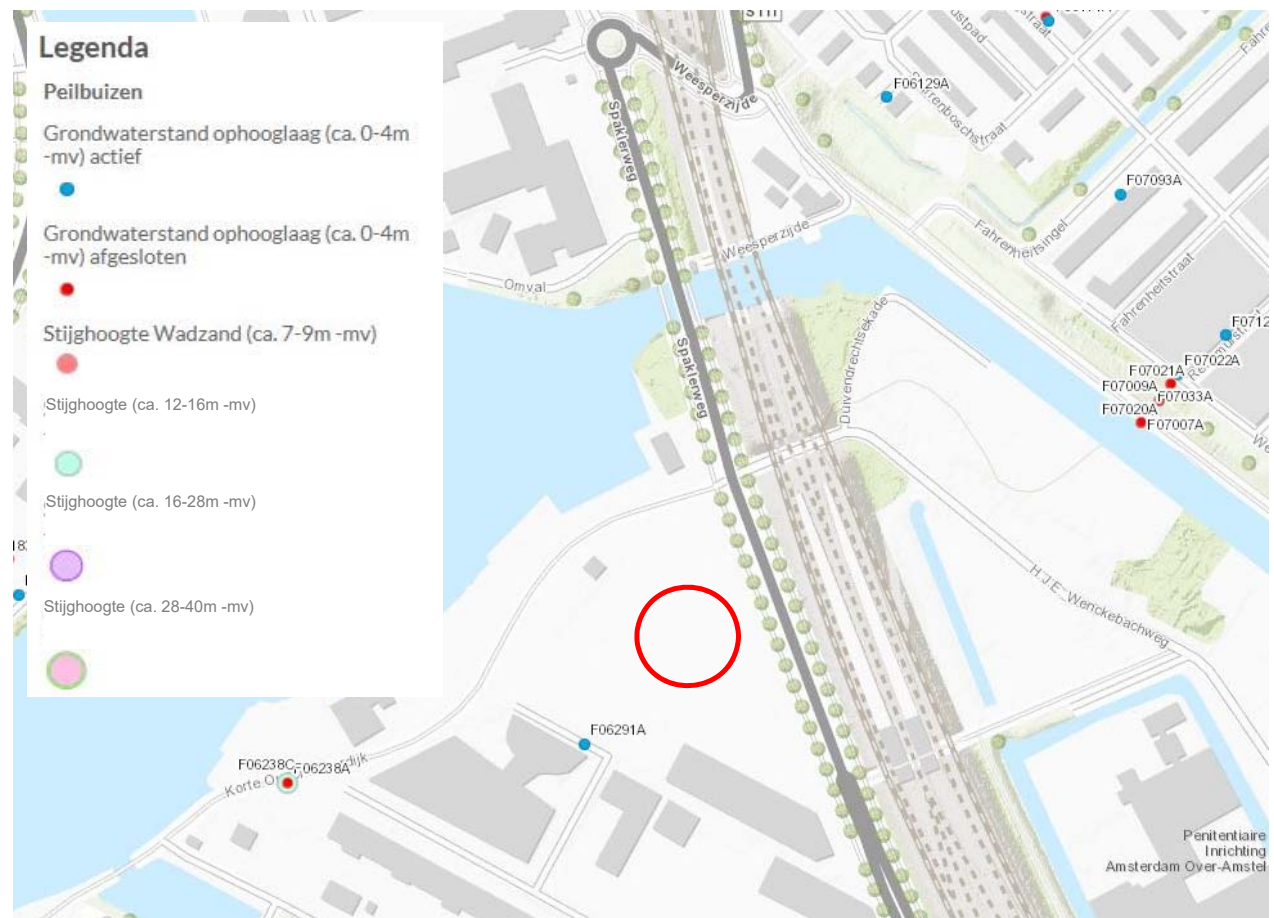 Legenda
Peilbuizen
Grondwaterstand ophooglaag (ca. 0-4m
-mv) actief
Grondwaterstand ophooglaag (ca. 0-4m
-mv) afgesloten
Stijghoogte Wadzand (ca. 7-9m -mv)
Stijghoogte (ca. 12-16m -mv)
Stijghoogte (ca. 16-28m -mv)
Stijghoogte (ca. 28-40m -mv)
Weesperzijde
Spaklerweg
F06129A
F07093A
Fahrenheitsingel
Weesperzijde
Omval
Fahrenheitstraat
Duivendrechtsekade
Spaklerweg
F0712
F07022A
F07021A
F07009A
F07033A
F07020A
F07007A
H.J.E. Wenckebachweg
F06291A
F06238C
F06238A
Penitentiaire
Inrichting
Amsterdam Over-Amstel